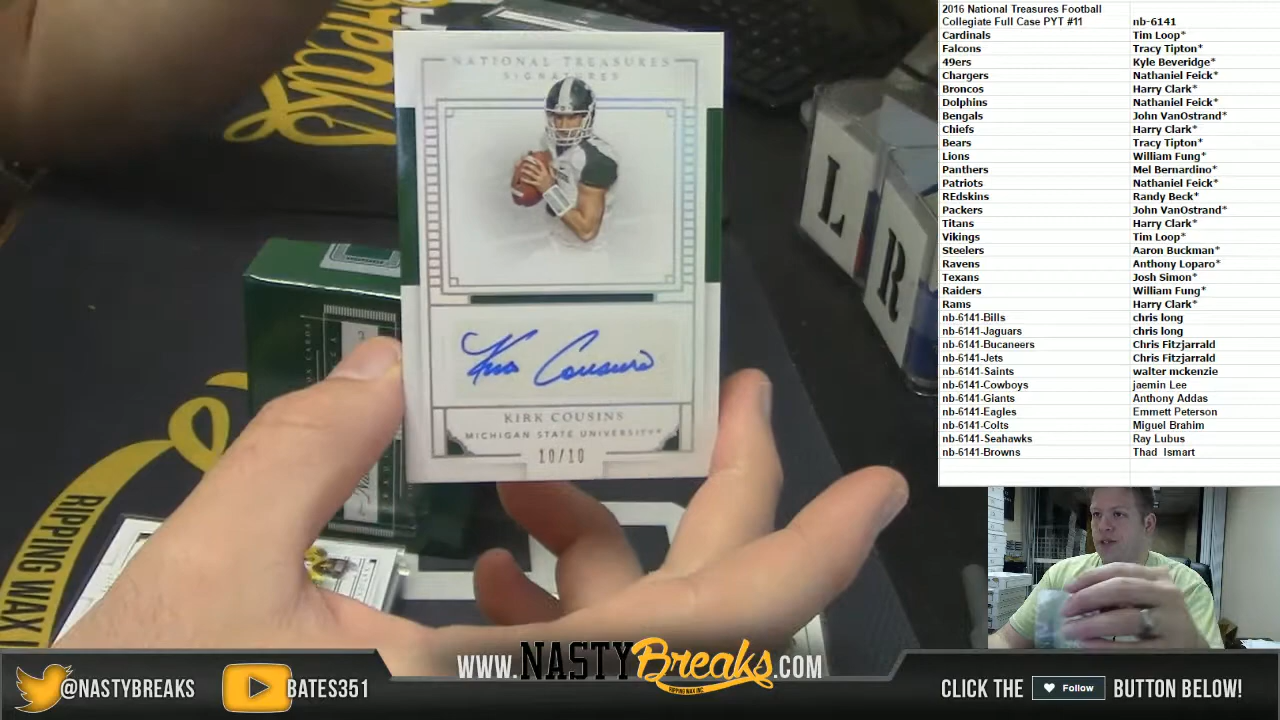 NATIONAL TREASURES
SIGNATURES
Kirk Cousins
KIRK COUSINS
MICHIGAN STATE UNIVERSITY
10/10
L
R
RIPPING WAX
2016 National Treasures Football
Collegiate Full Case PYT #11 nb-6141
Cardinals Tim Loop*
Falcons Tracy Tipton*
49ers Kyle Beveridge*
Chargers Nathaniel Feick*
Broncos Harry Clark*
Dolphins Nathaniel Feick*
Bengals John VanOstrand*
Chiefs Harry Clark*
Bears Tracy Tipton*
Lions William Fung*
Panthers Mel Bernardino*
Patriots Nathaniel Feick*
REdskins Randy Beck*
Packers John VanOstrand*
Titans Harry Clark*
Vikings Tim Loop*
Steelers Aaron Buckman*
Ravens Anthony Loparo*
Texans Josh Simon*
Raiders William Fung*
Rams Harry Clark*
nb-6141-Bills chris long
nb-6141-Jaguars chris long
nb-6141-Bucaneers Chris Fitzjarrald
nb-6141-Jets Chris Fitzjarrald
nb-6141-Saints walter mckenzie
nb-6141-Cowboys jaemin Lee
nb-6141-Giants Anthony Addas
nb-6141-Eagles Emmett Peterson
nb-6141-Colts Miguel Brahim
nb-6141-Seahawks Ray Lubus
nb-6141-Browns Thad Ismart
@NASTYBREAKS
BATES351
WWW.NASTYBreaks.COM
RIPPING WAX INC
CLICK THE Follow BUTTON BELOW!